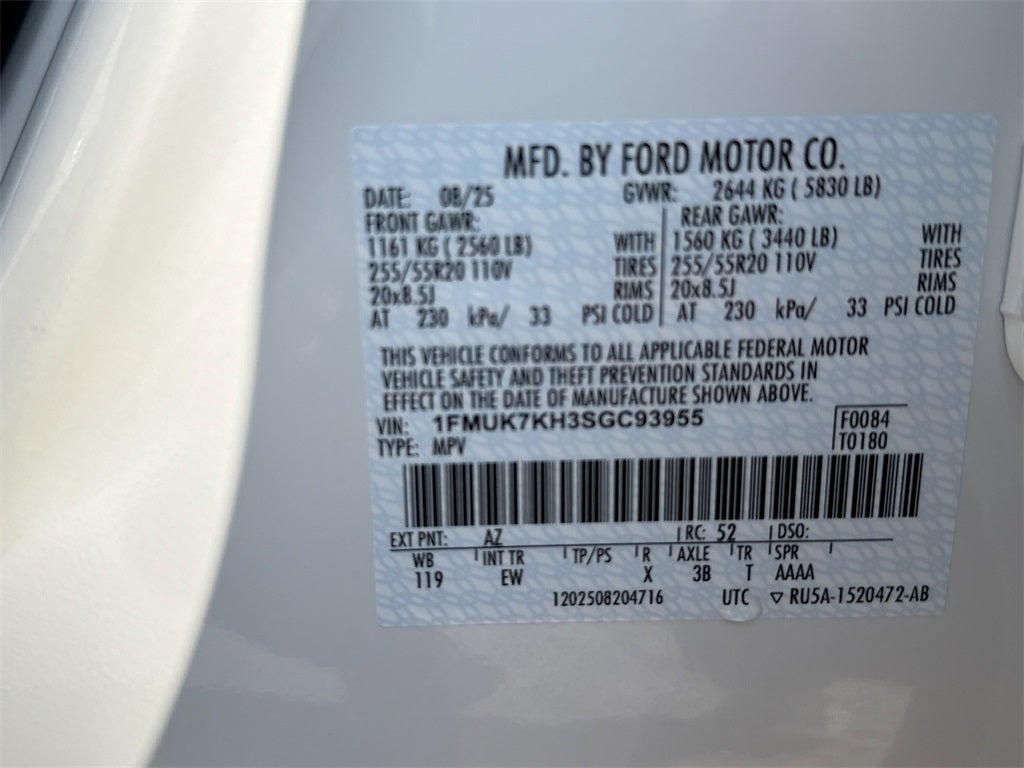 MFD. BY FORD MOTOR CO.
DATE: 08/25 GVWR: 2644 KG ( 5830 LB)
FRONT GAWR: REAR GAWR:
1161 KG ( 2560 LB) WITH 1560 KG ( 3440 LB) WITH
255/55R20 110V TIRES 255/55R20 110V TIRES
20x8.5J RIMS 20x8.5J RIMS
AT 230 kPa/ 33 PSI COLD AT 230 kPa/ 33 PSI COLD
THIS VEHICLE CONFORMS TO ALL APPLICABLE FEDERAL MOTOR
VEHICLE SAFETY AND THEFT PREVENTION STANDARDS IN
EFFECT ON THE DATE OF MANUFACTURE SHOWN ABOVE.
VIN: 1FMUK7KH3SGC93955 F0084
TYPE: MPV T0180
EXT PNT: AZ RC: 52 DSO:
WB INT TR TP/PS R AXLE TR SPR
119 EW X 3B T AAAA
1202508204716 UTC ▽ RU5A-1520472-AB